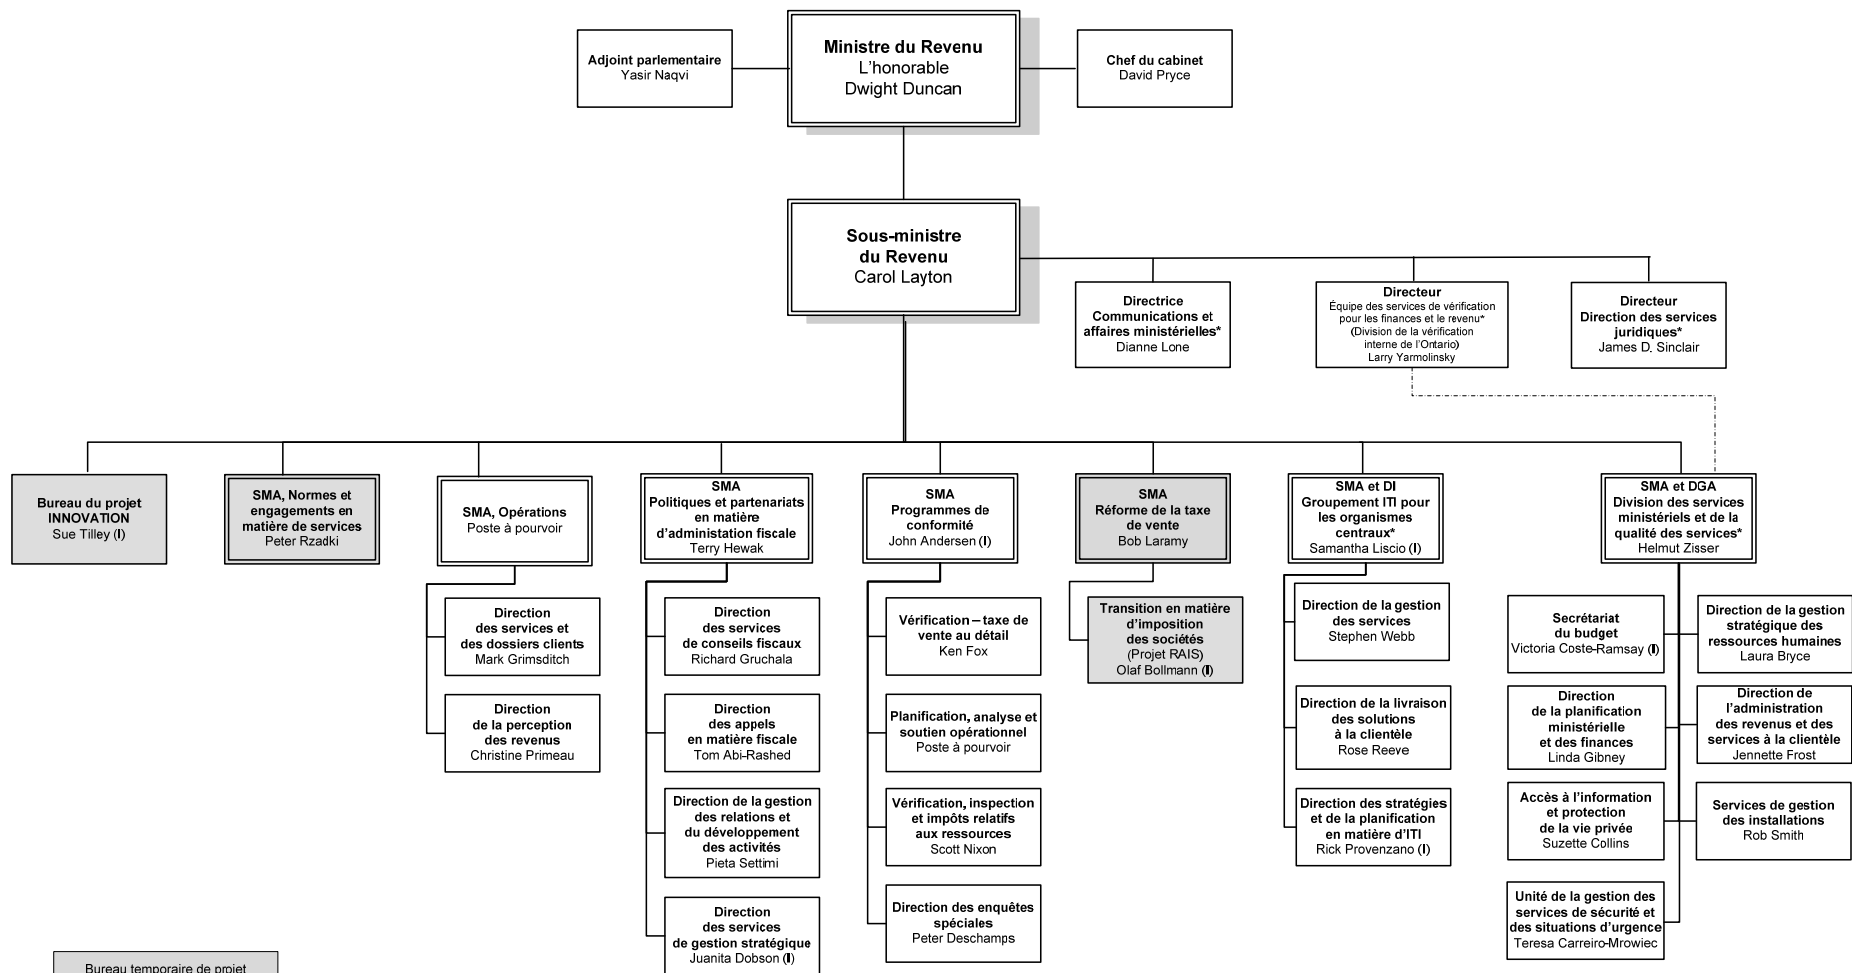 Adjoint parlementaire
Yasir Naqvi
Ministre du Revenu
L'honorable
Dwight Duncan
Chef du cabinet
David Pryce
Sous-ministre
du Revenu
Carol Layton
Directrice
Communications et
affaires ministérielles*
Dianne Lone
Directeur
Équipe des services de vérification
pour les finances et le revenu*
(Division de la vérification
interne de l'Ontario)
Larry Yarmolinsky
Directeur
Direction des services
juridiques*
James D. Sinclair
Bureau du projet
INNOVATION
Sue Tilley (I)
SMA, Normes et
engagements en
matière de services
Peter Rzadki
SMA, Opérations
Poste à pourvoir
SMA
Politiques et partenariats
en matière
d'administation fiscale
Terry Hewak
SMA
Programmes de
conformité
John Andersen (I)
SMA
Réforme de la taxe
de vente
Bob Laramy
SMA et DI
Groupement ITI pour
les organismes
centraux*
Samantha Liscio (I)
SMA et DGA
Division des services
ministériels et de la
qualité des services*
Helmut Zisser
Direction
des services et
des dossiers clients
Mark Grimsditch
Direction
de la perception
des revenus
Christine Primeau
Direction
des services
de conseils fiscaux
Richard Gruchala
Direction
des appels
en matière fiscale
Tom Abi-Rashed
Direction de la gestion
des relations et
du développement
des activités
Pieta Settimi
Direction
des services
de gestion stratégique
Juanita Dobson (I)
Vérification – taxe de
vente au détail
Ken Fox
Planification, analyse et
soutien opérationnel
Poste à pourvoir
Vérification, inspection
et impôts relatifs
aux ressources
Scott Nixon
Direction des enquêtes
spéciales
Peter Deschamps
Transition en matière
d'imposition
des sociétés
(Projet RAIS)
Olaf Bollmann (I)
Direction de la gestion
des services
Stephen Webb
Direction de la livraison
des solutions
à la clientèle
Rose Reeve
Direction des stratégies
et de la planification
en matière d'ITI
Rick Provenzano (I)
Secrétariat
du budget
Victoria Coste-Ramsay (I)
Direction de la gestion
stratégique des
ressources humaines
Laura Bryce
Direction
de la planification
ministérielle
et des finances
Linda Gibney
Direction de
l'administration
des revenus et des
services à la clientèle
Jennette Frost
Accès à l'information
et protection
de la vie privée
Suzette Collins
Services de gestion
des installations
Rob Smith
Unité de la gestion des
services de sécurité et
des situations d'urgence
Teresa Carreiro-Mrowiec
Bureau temporaire de projet